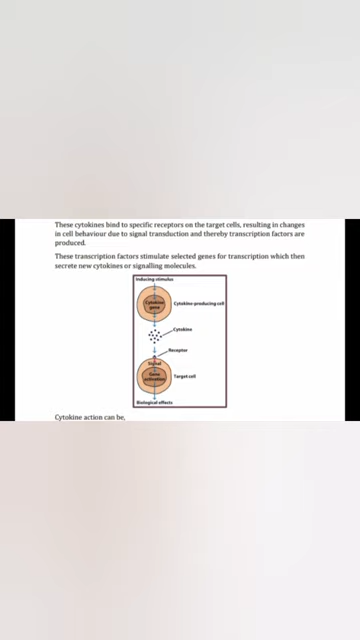 These cytokines bind to specific receptors on the target cells, resulting in changes
in cell behaviour due to signal transduction and thereby transcription factors are
produced.
These transcription factors stimulate selected genes for transcription which then
secrete new cytokines or signalling molecules.
Inducing stimulus
Cytokine
gene
Cytokine-producing cell
Cytokine
Receptor
Signal
Gene
activation
Target cell
Biological effects
Cytokine action can be,